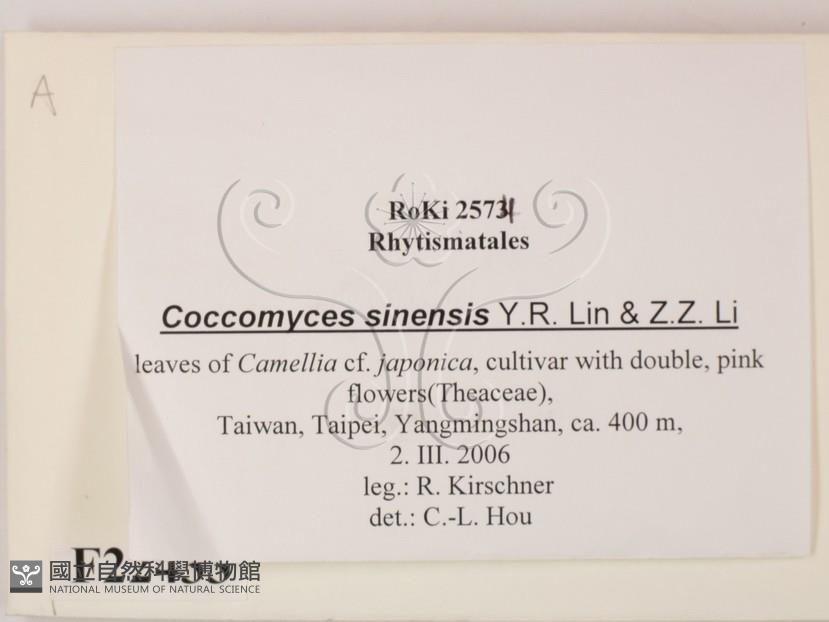 A
RoKi 2574
Rhytismatales
Coccomyces sinensis Y.R. Lin & Z.Z. Li
leaves of Camellia cf. japonica, cultivar with double, pink
flowers(Theaceae),
Taiwan, Taipei, Yangmingshan, ca. 400 m,
2. III. 2006
leg.: R. Kirschner
det.: C.-L. Hou
國立自然科學博物館
NATIONAL MUSEUM OF NATURAL SCIENCE